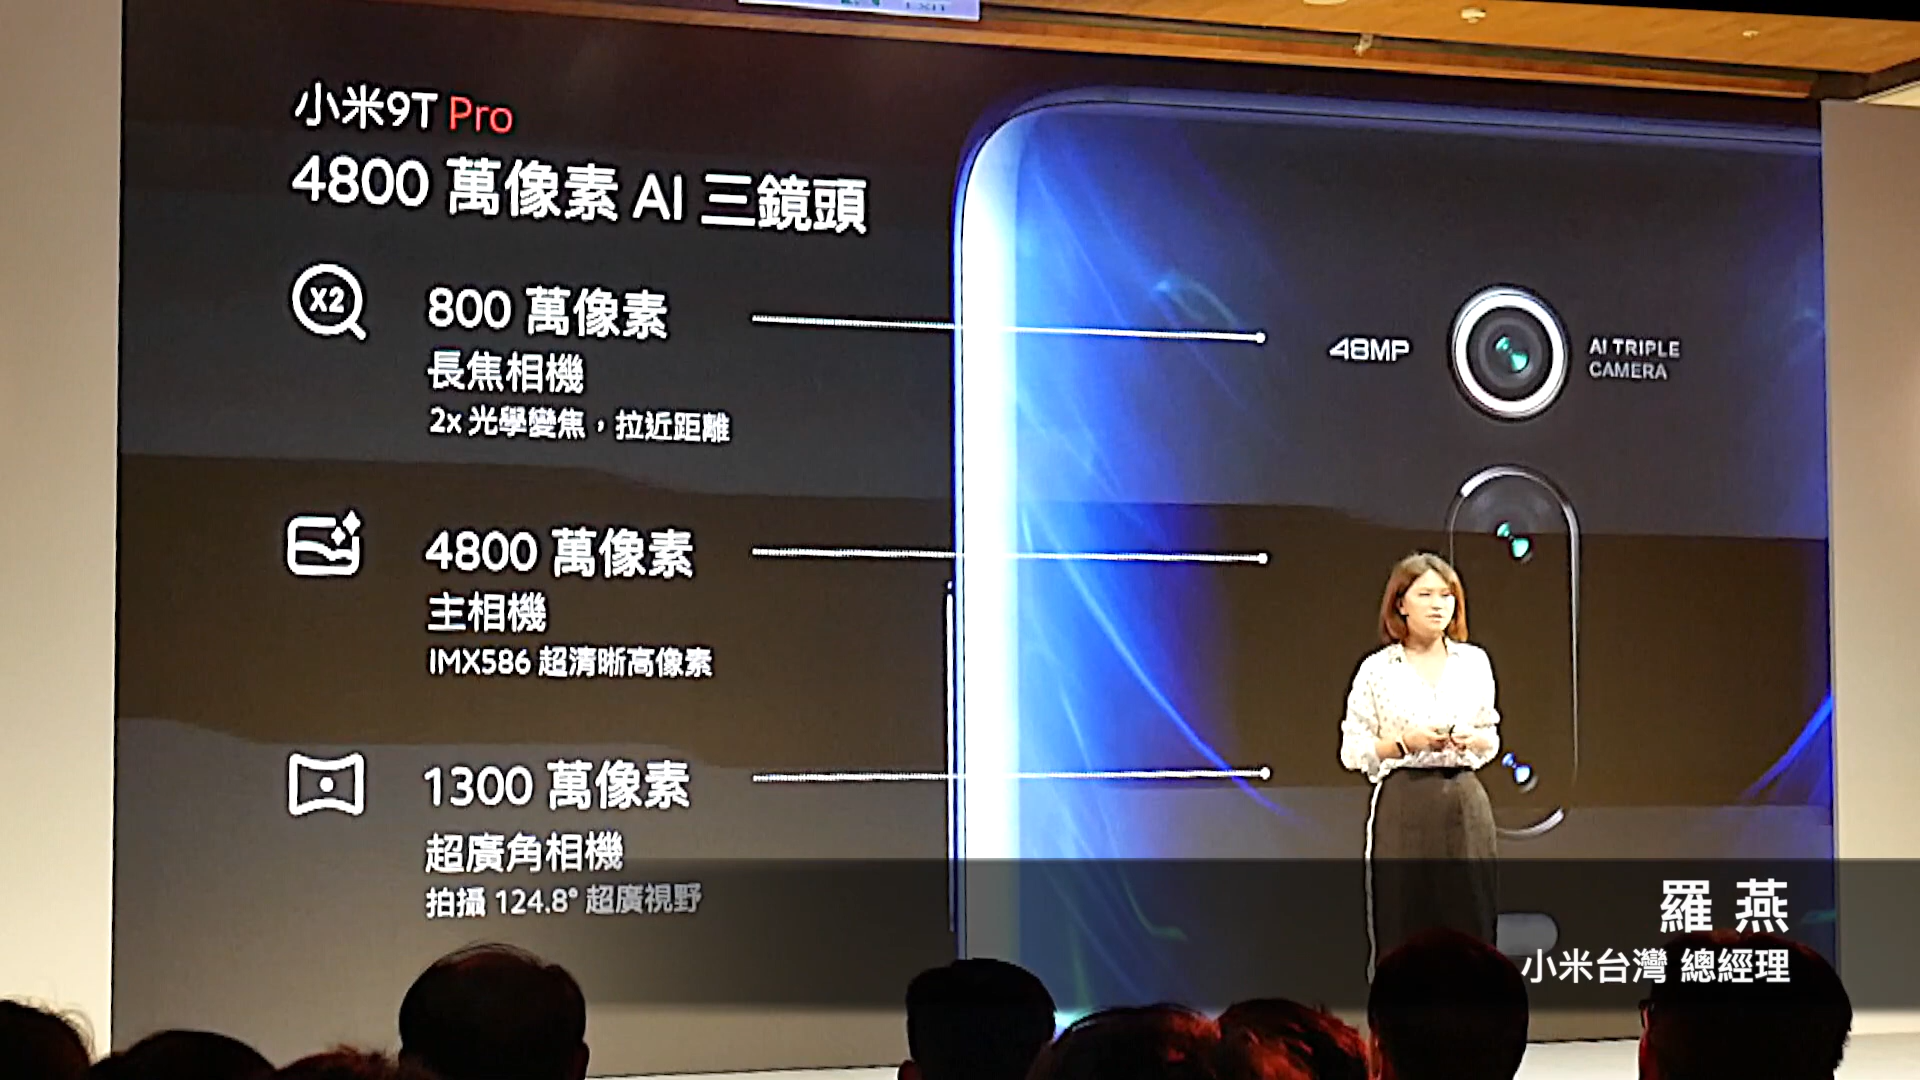 EXIT
小米9T Pro
4800 萬像素 AI 三鏡頭
X2
800 萬像素
長焦相機
2x 光學變焦，拉近距離
4800 萬像素
主相機
IMX586 超清晰高像素
1300 萬像素
超廣角相機
拍攝 124.8° 超廣視野
48MP
AI TRIPLE
CAMERA
羅 燕
小米台灣 總經理